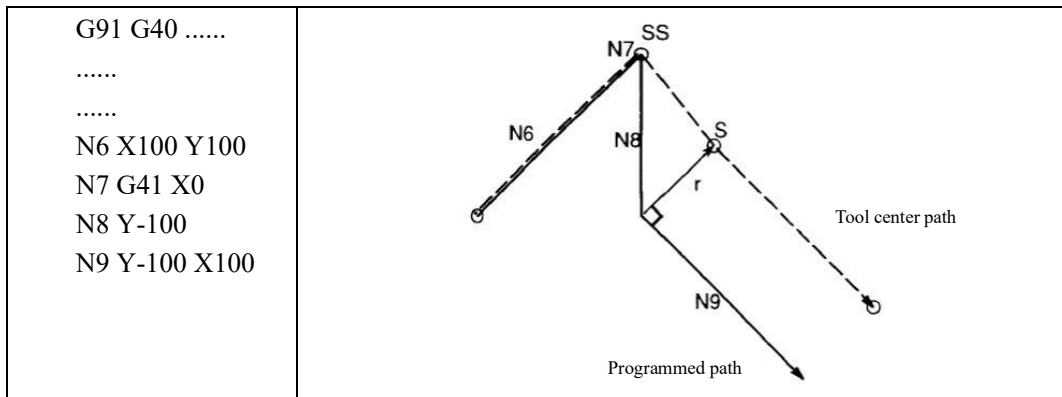 G91 G40 ......
......
......
N6 X100 Y100
N7 G41 X0
N8 Y-100
N9 Y-100 X100
SS
N7
N6
N8
S
r
Tool center path
N9
Programmed path